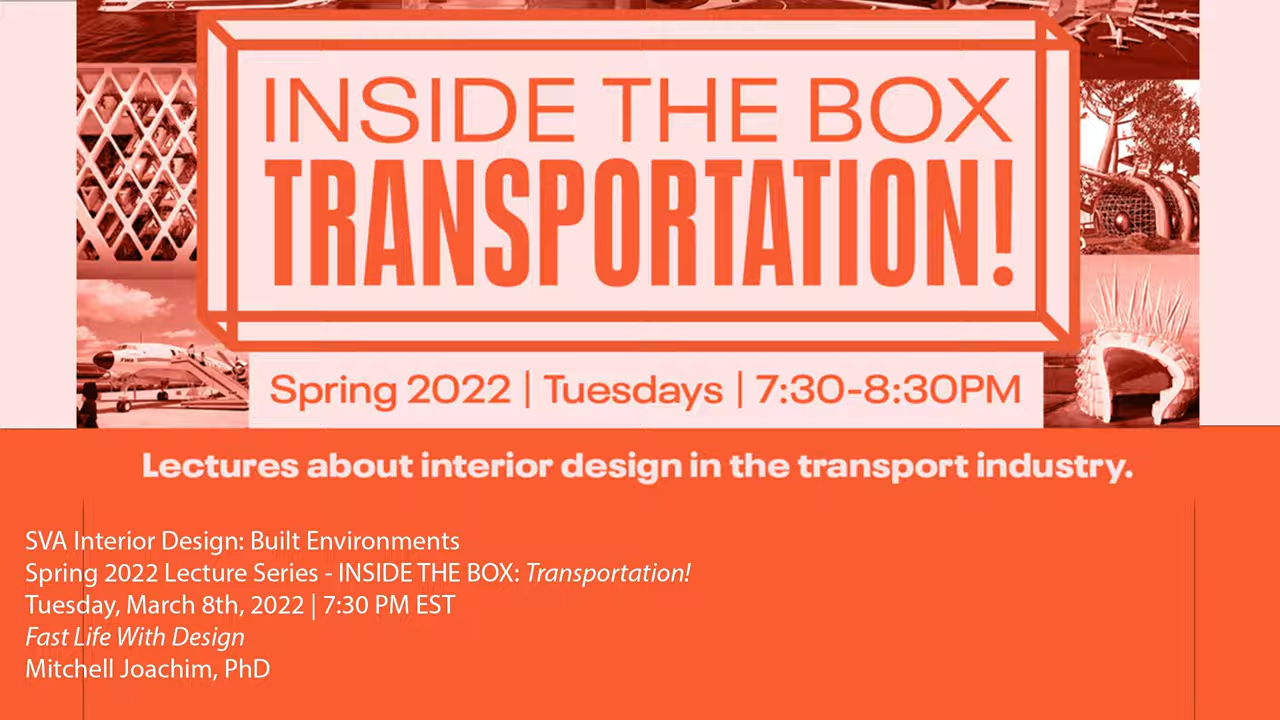 INSIDE THE BOX
TRANSPORTATION!
Spring 2022 | Tuesdays | 7:30-8:30PM
Lectures about interior design in the transport industry.
SVA Interior Design: Built Environments
Spring 2022 Lecture Series - INSIDE THE BOX: Transportation!
Tuesday, March 8th, 2022 | 7:30 PM EST
Fast Life With Design
Mitchell Joachim, PhD